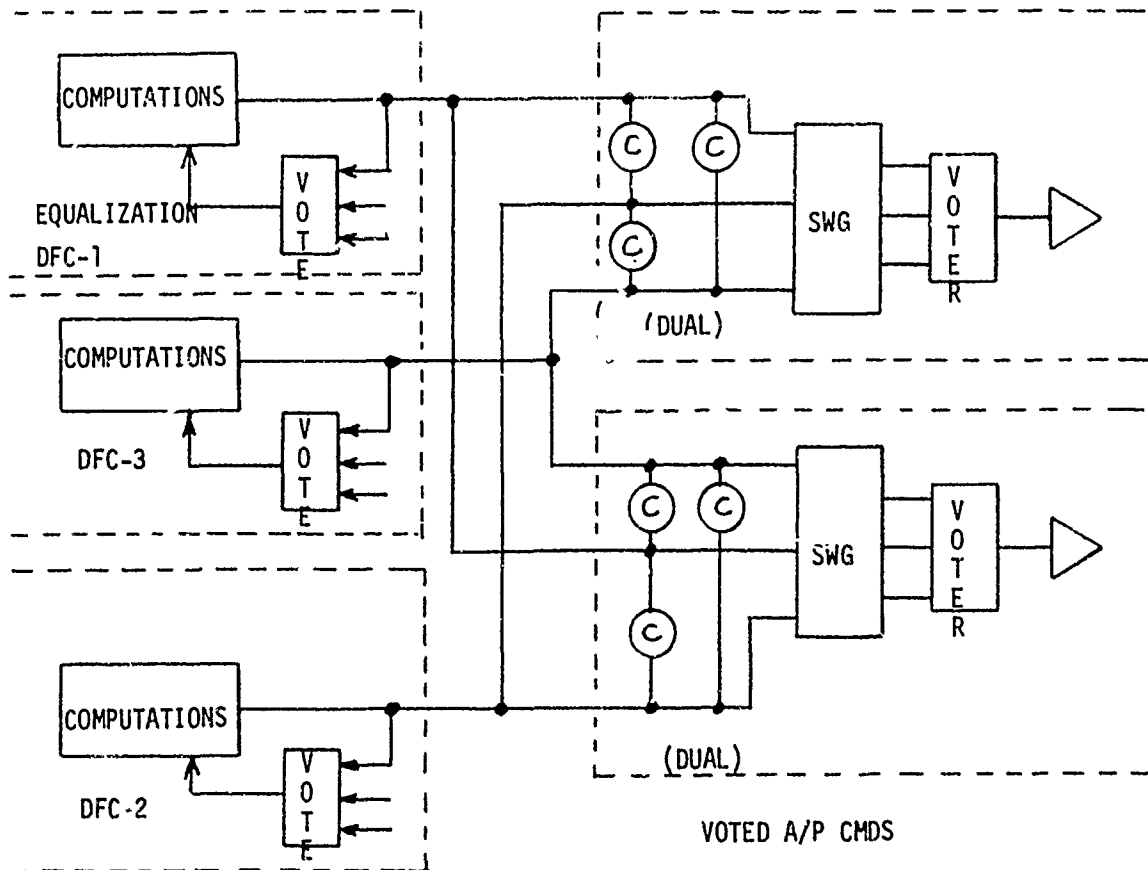 COMPUTATIONS
VOTE
EQUALIZATION
DFC-1
COMPUTATIONS
VOTE
DFC-3
COMPUTATIONS
VOTE
DFC-2
C
C
C
SWG
VOTER
(DUAL)
C
C
C
SWG
VOTER
(DUAL)
VOTED A/P CMDS